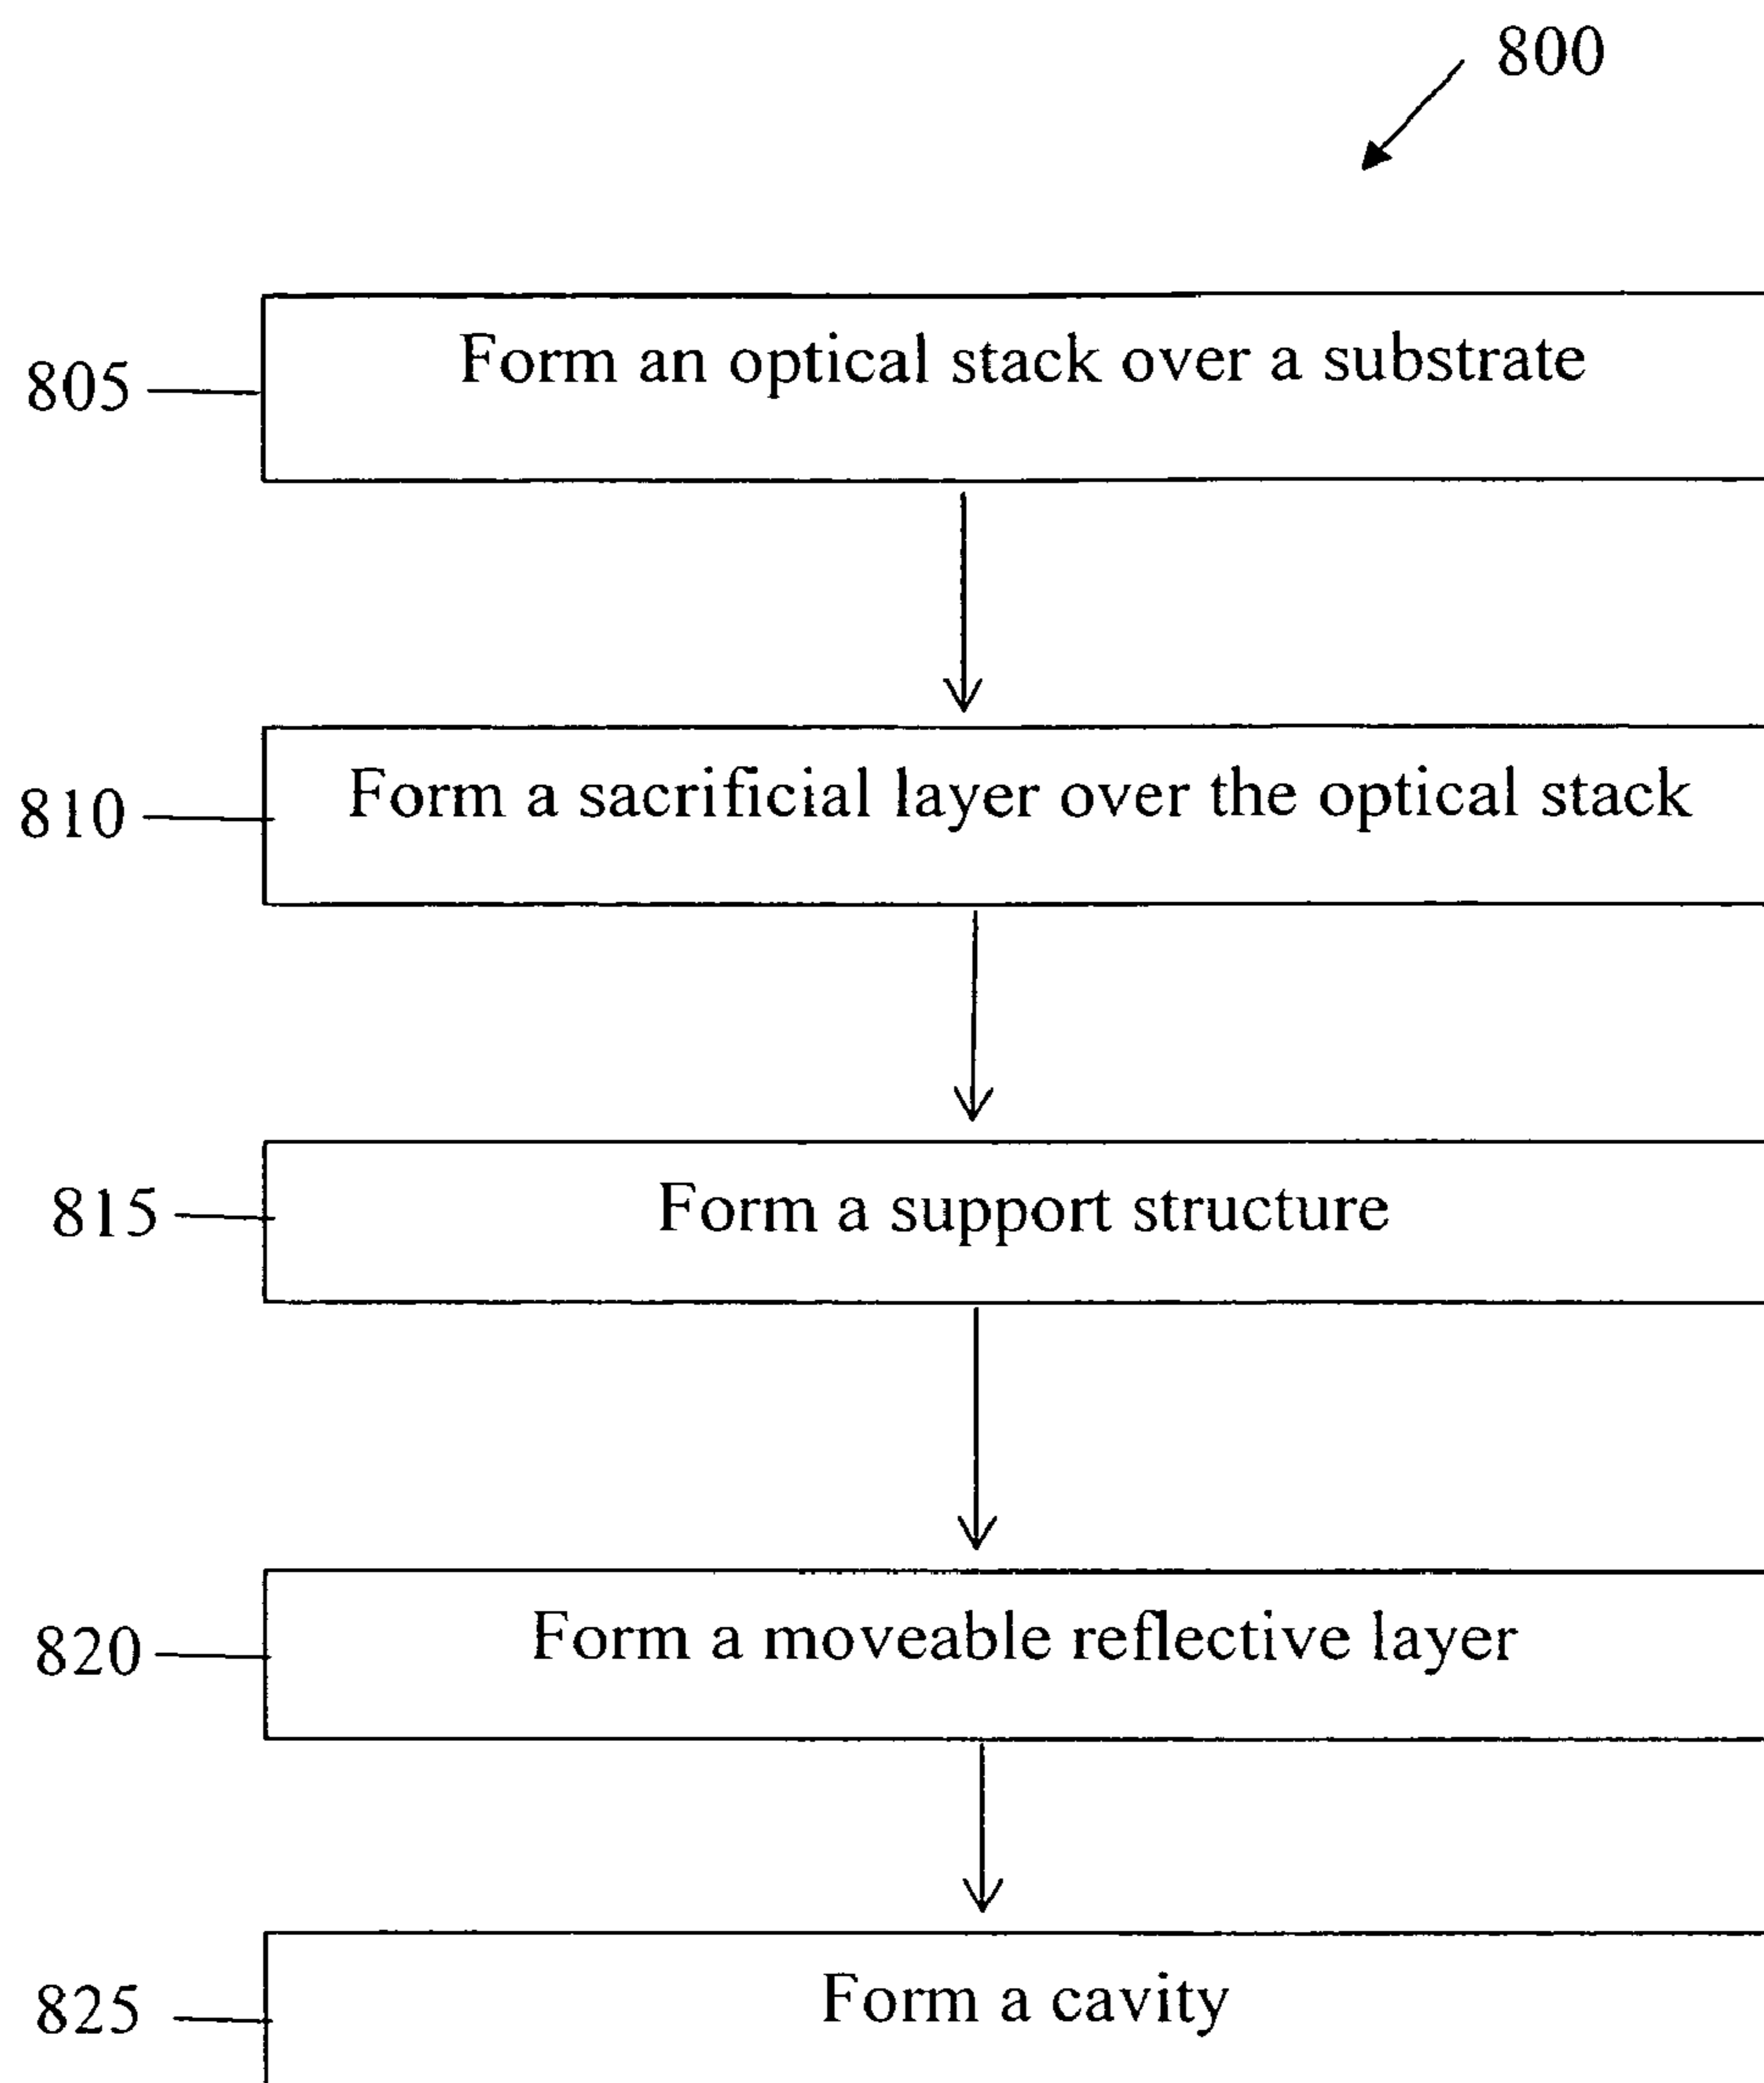 800
805 Form an optical stack over a substrate
810 Form a sacrificial layer over the optical stack
815 Form a support structure
820 Form a moveable reflective layer
825 Form a cavity